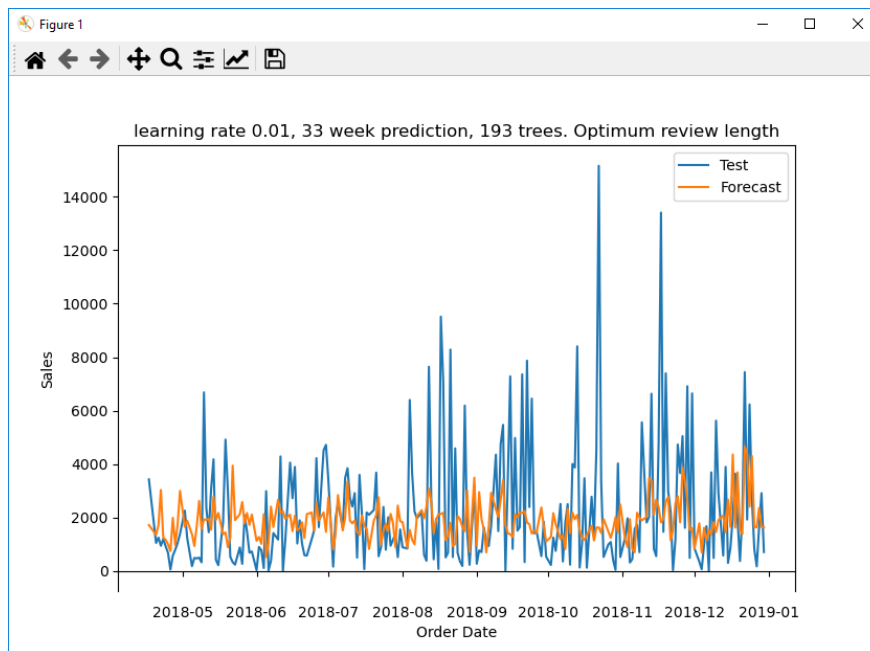 Figure 1
learning rate 0.01, 33 week prediction, 193 trees. Optimum review length
Test
Forecast
14000
12000
10000
8000
6000
4000
2000
0
Sales
2018-05 2018-06 2018-07 2018-08 2018-09 2018-10 2018-11 2018-12 2019-01
Order Date